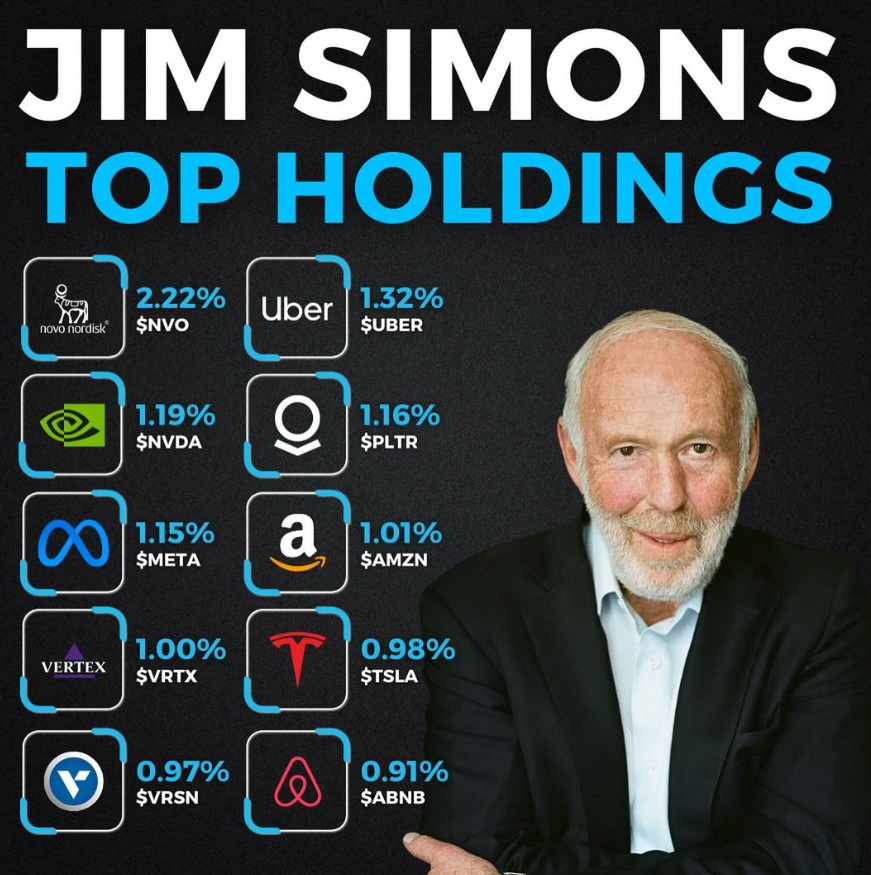 JIM SIMONS
TOP HOLDINGS
novo nordisk®
2.22%
$NVO
Uber
1.32%
$UBER
1.19%
$NVDA
1.16%
$PLTR
1.15%
$META
a
1.01%
$AMZN
VERTEX
1.00%
$VRTX
0.98%
$TSLA
0.97%
$VRSN
0.91%
$ABNB